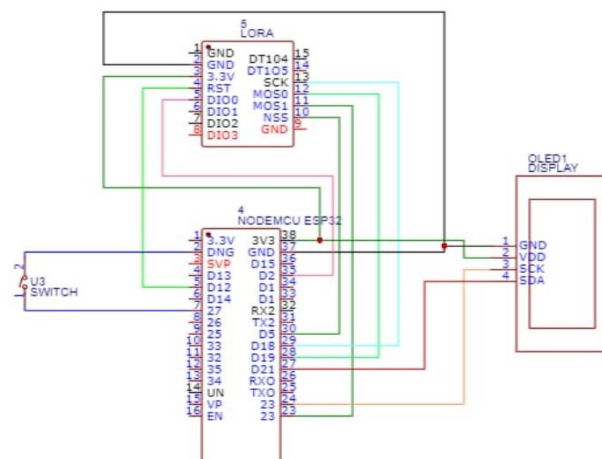 5
LORA
1 GND
2 GND
3 3.3V
4 RST
5 DIO0
6 DIO1
7 DIO2
8 DIO3
DT104 15
DT1O5 14
SCK 13
MOS0 12
MOS1 11
NSS 10
GND 9
4
NODEMCU ESP32
1 3.3V
2 DNG
3 SVP
4 D13
5 D12
6 D14
7 27
8 26
9 25
10 33
11 32
12 35
13 34
14 UN
15 VP
16 EN
3V3 38
GND 37
D15 36
D2 35
D1 34
D1 33
RX2 32
TX2 31
D5 30
D18 29
D19 28
D21 27
RXO 26
TXO 25
23 24
23 23
2
U3
SWITCH
1
OLED1
DISPLAY
1 GND
2 VDD
3 SCK
4 SDA